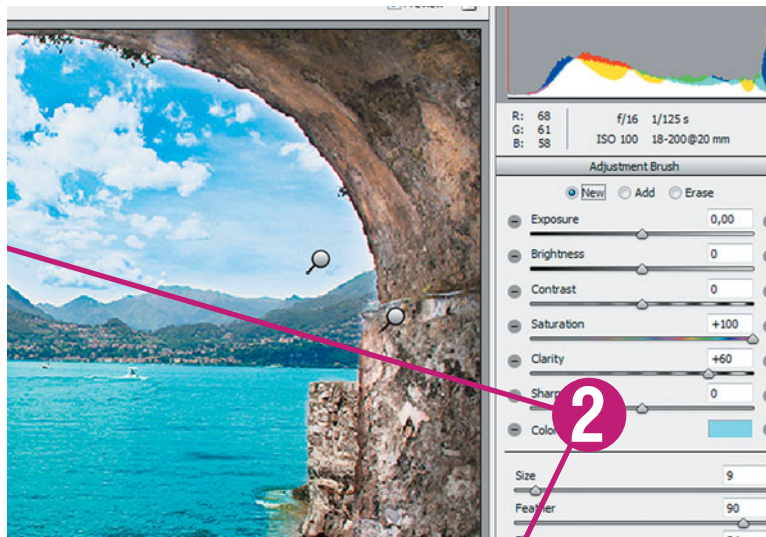 R: 68
G: 61
B: 58
f/16 1/125 s
ISO 100 18-200@20 mm
Adjustment Brush
New Add Erase
Exposure 0,00
Brightness 0
Contrast 0
Saturation +100
Clarity +60
0
Size 9
Feather 90
2